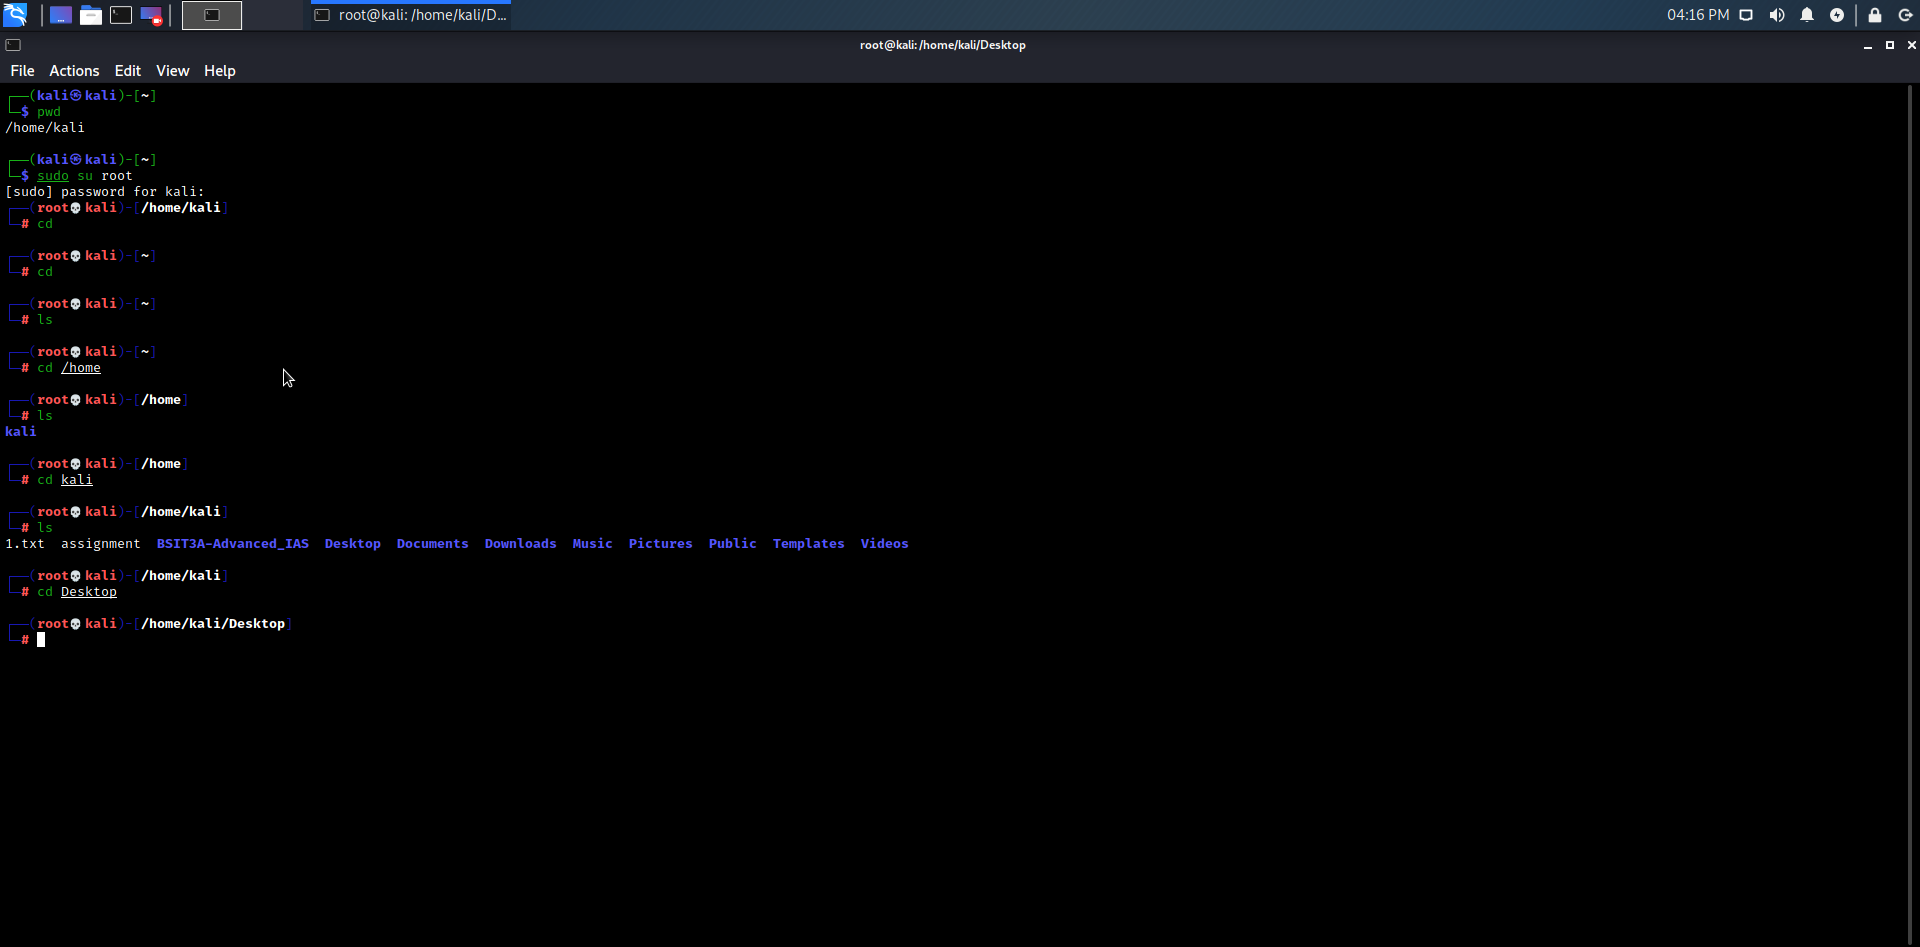 root@kali: /home/kali/D...
04:16 PM
root@kali:/home/kali/Desktop
File Actions Edit View Help
┌──(kali㉿kali)-[~]
└─$ pwd
/home/kali
┌──(kali㉿kali)-[~]
└─$ sudo su root
[sudo] password for kali:
┌──(root💀kali)-[/home/kali]
└─# cd
┌──(root💀kali)-[~]
└─# cd
┌──(root💀kali)-[~]
└─# ls
┌──(root💀kali)-[~]
└─# cd /home
┌──(root💀kali)-[/home]
└─# ls
kali
┌──(root💀kali)-[/home]
└─# cd kali
┌──(root💀kali)-[/home/kali]
└─# ls
1.txt  assignment  BSIT3A-Advanced_IAS  Desktop  Documents  Downloads  Music  Pictures  Public  Templates  Videos
┌──(root💀kali)-[/home/kali]
└─# cd Desktop
┌──(root💀kali)-[/home/kali/Desktop]
└─#